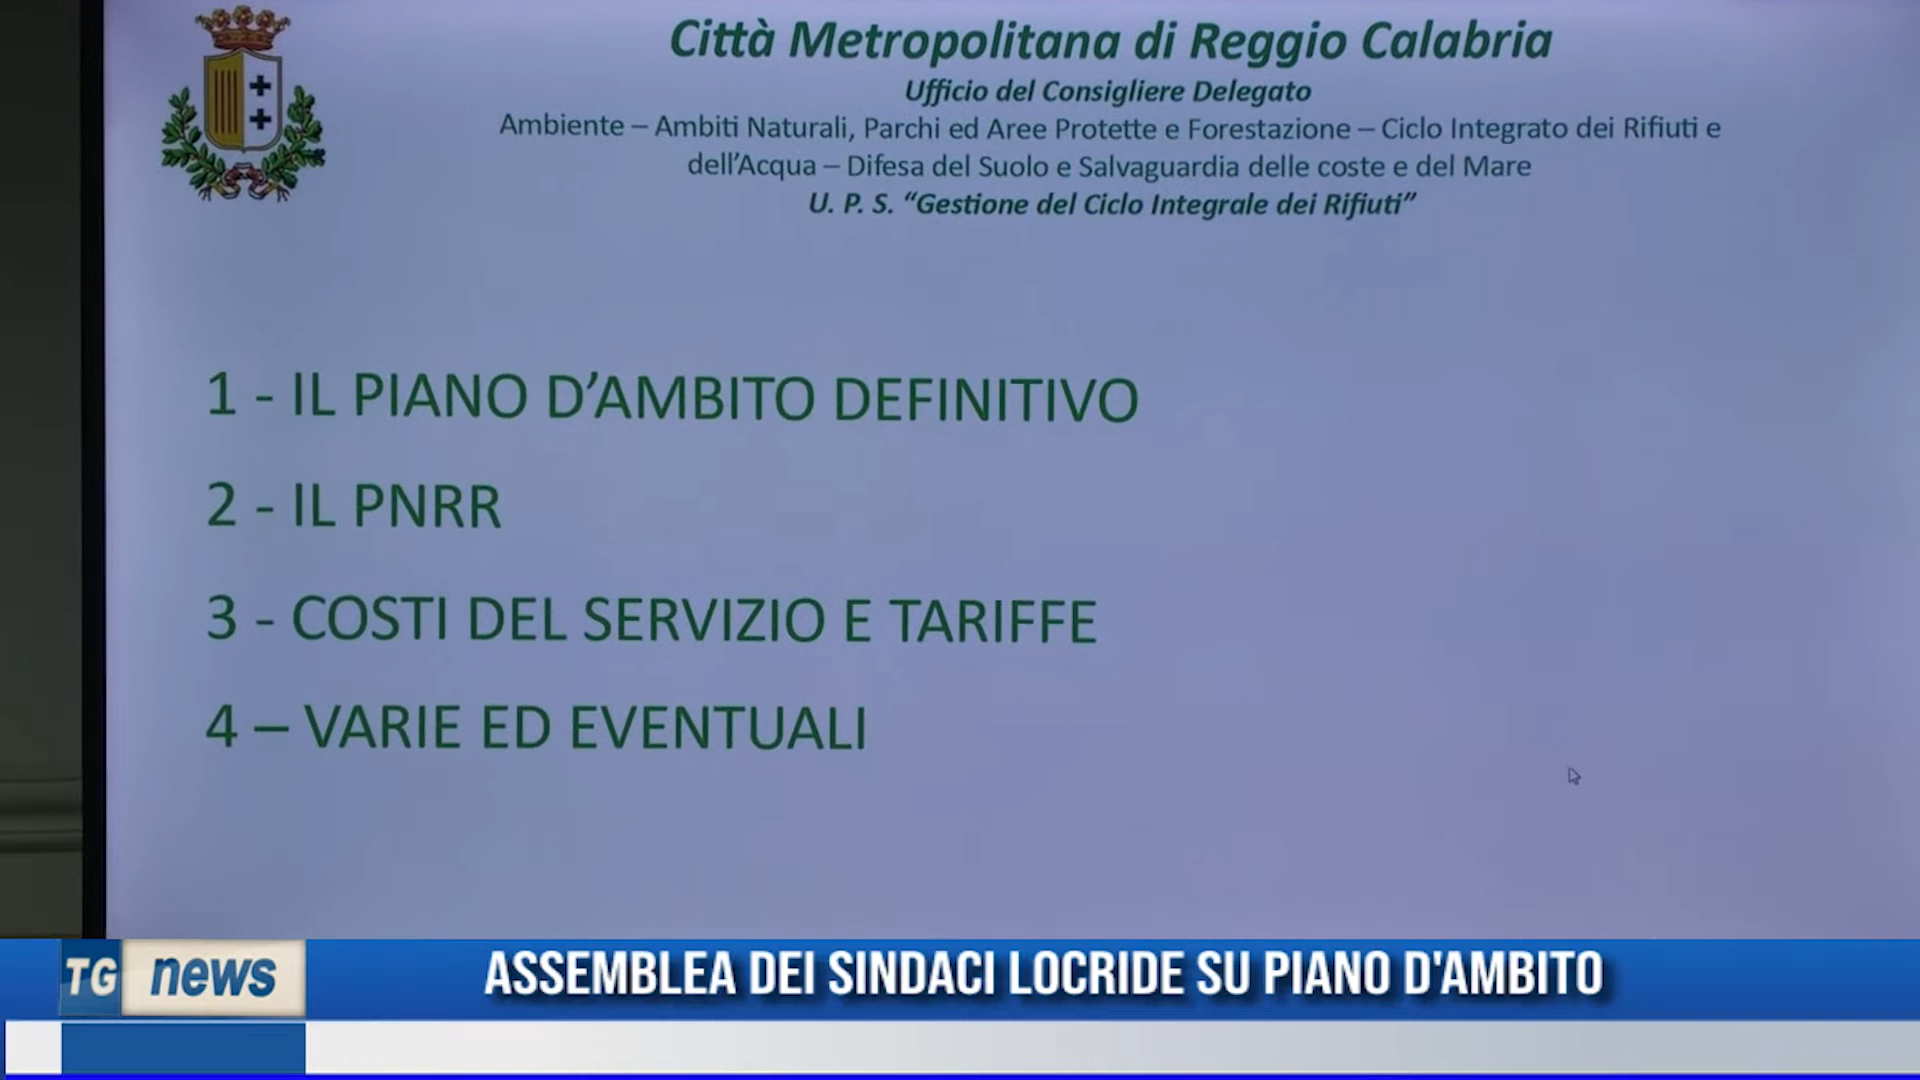 Città Metropolitana di Reggio Calabria
Ufficio del Consigliere Delegato
Ambiente – Ambiti Naturali, Parchi ed Aree Protette e Forestazione – Ciclo Integrato dei Rifiuti e
dell’Acqua – Difesa del Suolo e Salvaguardia delle coste e del Mare
U. P. S. “Gestione del Ciclo Integrale dei Rifiuti”
1 - IL PIANO D’AMBITO DEFINITIVO
2 - IL PNRR
3 - COSTI DEL SERVIZIO E TARIFFE
4 – VARIE ED EVENTUALI
TG news
ASSEMBLEA DEI SINDACI LOCRIDE SU PIANO D'AMBITO